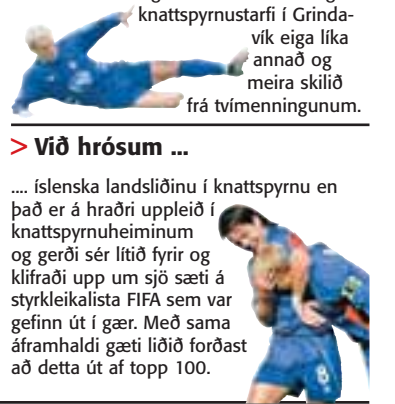 knattspyrnustarfi í Grinda-
vík eiga líka
annað og
meira skilið
frá tvímenningunum.
> Við hrósum ...
.... íslenska landsliðinu í knattspyrnu en
það er á hraðri uppleið í
knattspyrnuheiminum
og gerði sér lítið fyrir og
klifraði upp um sjö sæti á
styrkleikalista FIFA sem var
gefinn út í gær. Með sama
áframhaldi gæti liðið forðast
að detta út af topp 100.
8